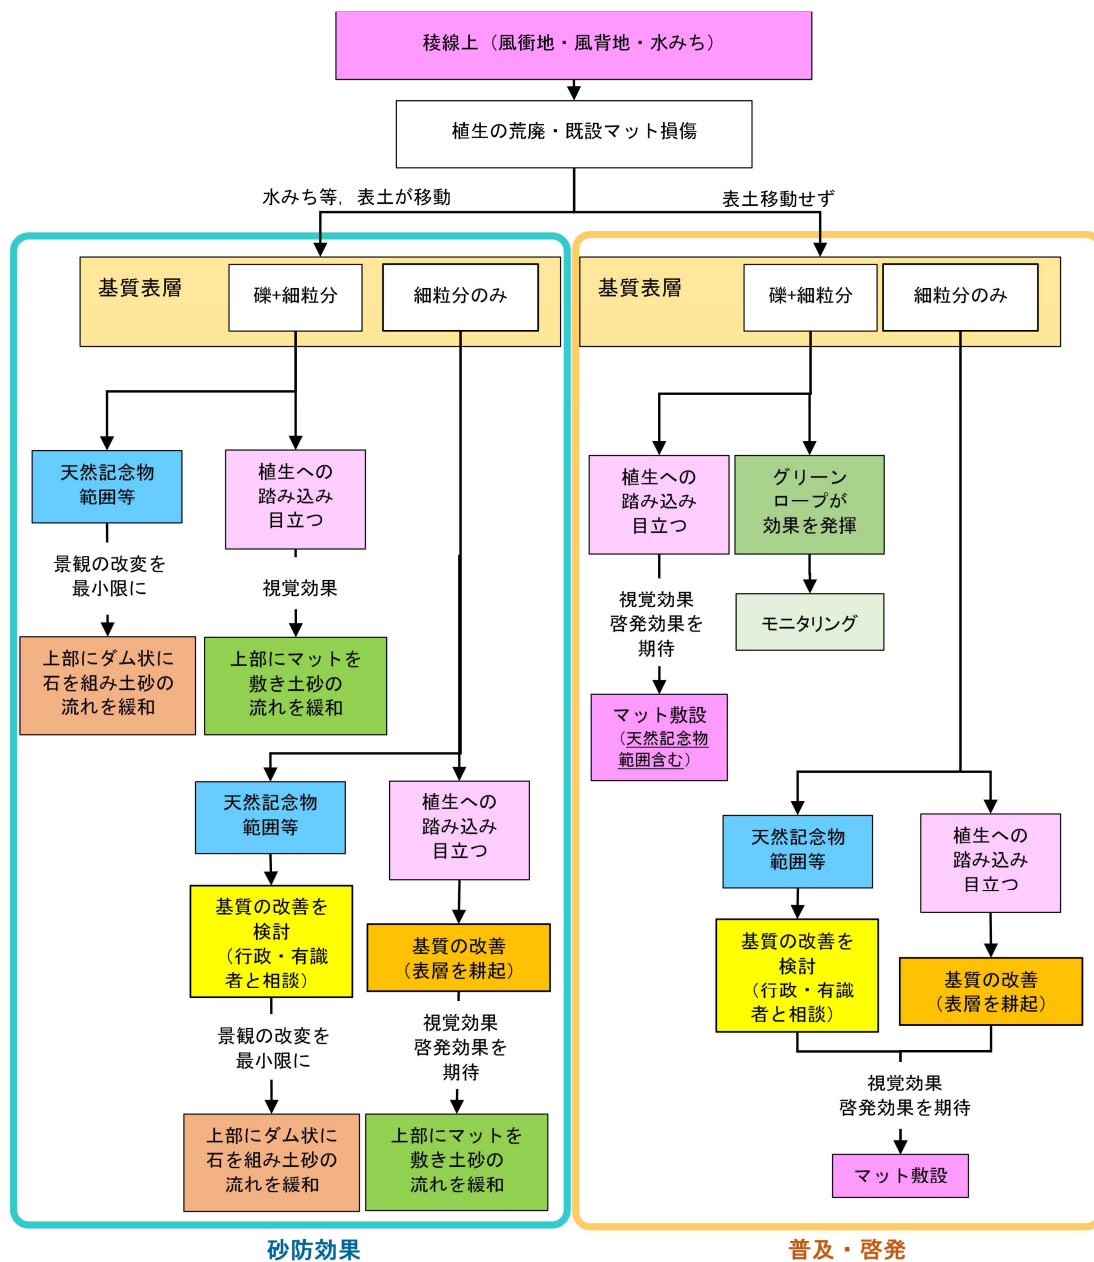 稜線上（風衝地・風背地・水みち）
植生の荒廃・既設マット損傷
水みち等，表土が移動
表土移動せず
基質表層
礫+細粒分
細粒分のみ
天然記念物
範囲等
景観の改変を
最小限に
上部にダム状に
石を組み土砂の
流れを緩和
植生への
踏み込み
目立つ
視覚効果
上部にマットを
敷き土砂の
流れを緩和
天然記念物
範囲等
基質の改善を
検討
（行政・有識
者と相談）
景観の改変を
最小限に
上部にダム状に
石を組み土砂の
流れを緩和
植生への
踏み込み
目立つ
基質の改善
（表層を耕起）
視覚効果
啓発効果を
期待
上部にマットを
敷き土砂の
流れを緩和
砂防効果
基質表層
礫+細粒分
細粒分のみ
植生への
踏み込み
目立つ
視覚効果
啓発効果を
期待
マット敷設
（天然記念物
範囲含む）
グリーン
ロープが
効果を発揮
モニタリング
天然記念物
範囲等
基質の改善を
検討
（行政・有識
者と相談）
植生への
踏み込み
目立つ
基質の改善
（表層を耕起）
視覚効果
啓発効果を期待
マット敷設
普及・啓発